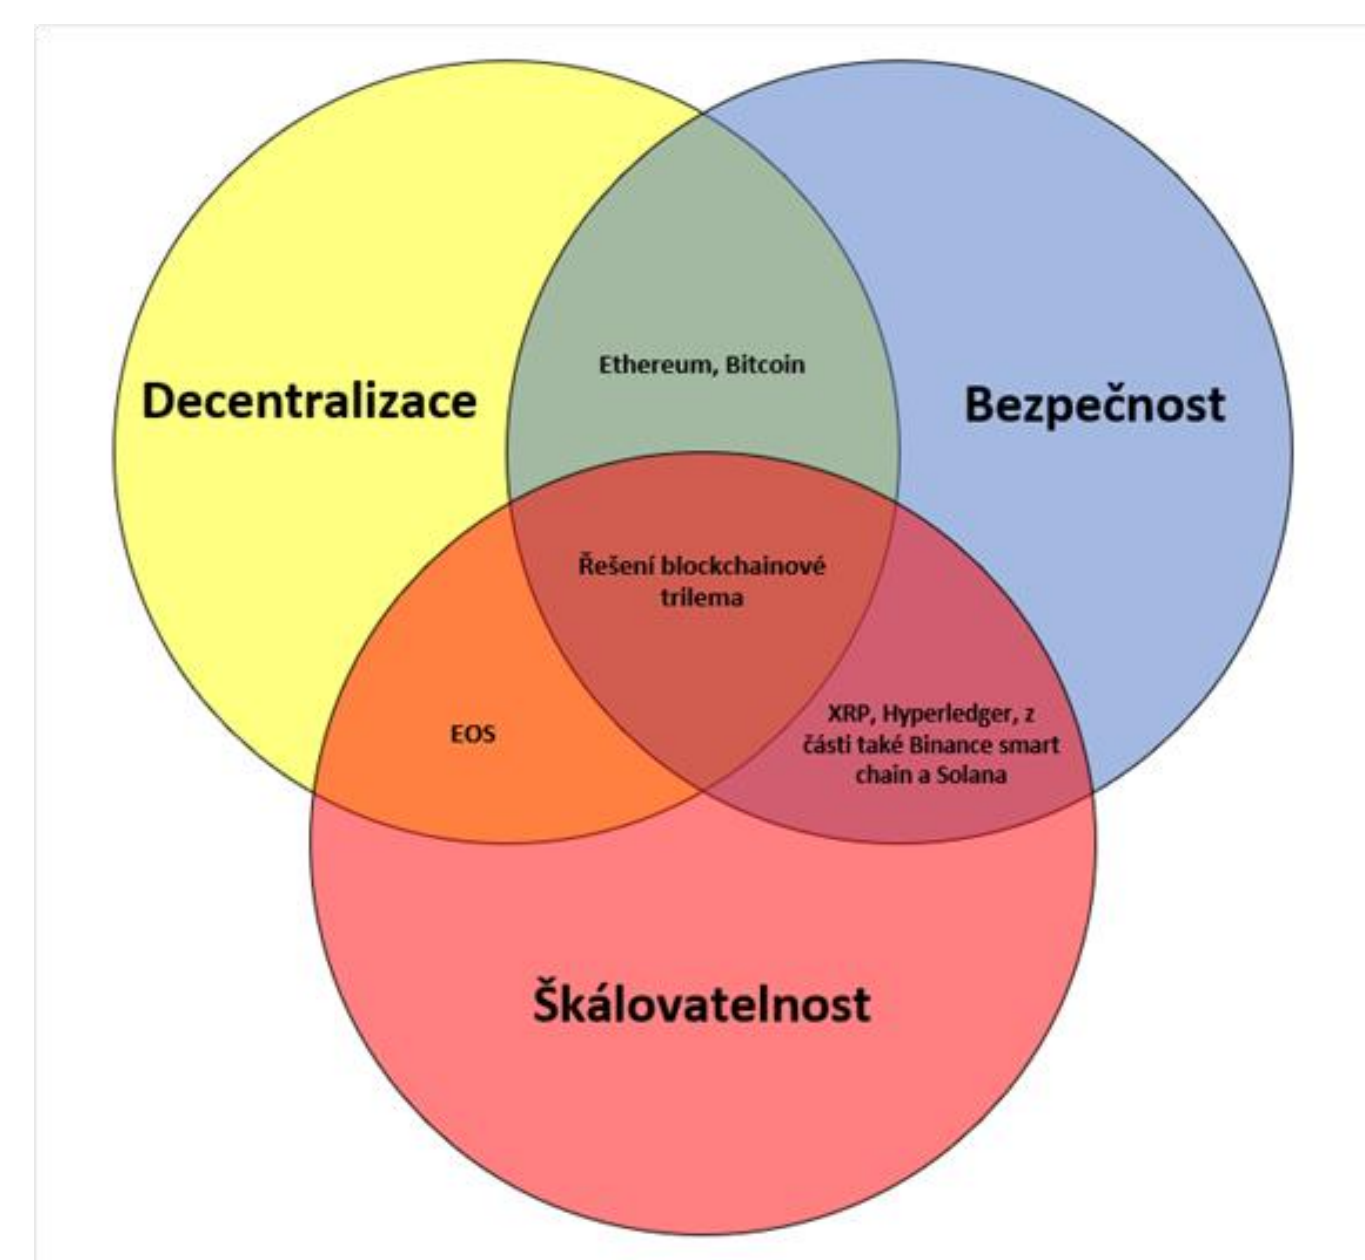 Ethereum, Bitcoin
Decentralizace
Bezpečnost
Řešení blockchainové
trilema
EOS
XRP, Hyperledger, z
části také Binance smart
chain a Solana
Škálovatelnost